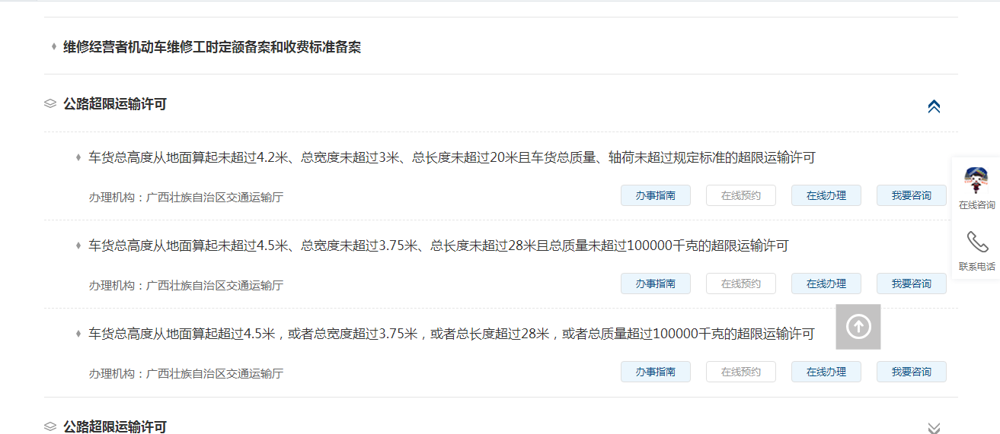 维修经营者机动车维修工时定额备案和收费标准备案
公路超限运输许可
车货总高度从地面算起未超过4.2米、总宽度未超过3米、总长度未超过20米且车货总质量、轴荷未超过规定标准的超限运输许可
办理机构：广西壮族自治区交通运输厅
办事指南 在线预约 在线办理 我要咨询
在线咨询
车货总高度从地面算起未超过4.5米、总宽度未超过3.75米、总长度未超过28米且总质量未超过100000千克的超限运输许可
联系电话
办理机构：广西壮族自治区交通运输厅
办事指南 在线预约 在线办理 我要咨询
车货总高度从地面算起超过4.5米，或者总宽度超过3.75米，或者总长度超过28米，或者总质量超过100000千克的超限运输许可
办理机构：广西壮族自治区交通运输厅
办事指南 在线预约 在线办理 我要咨询
公路超限运输许可